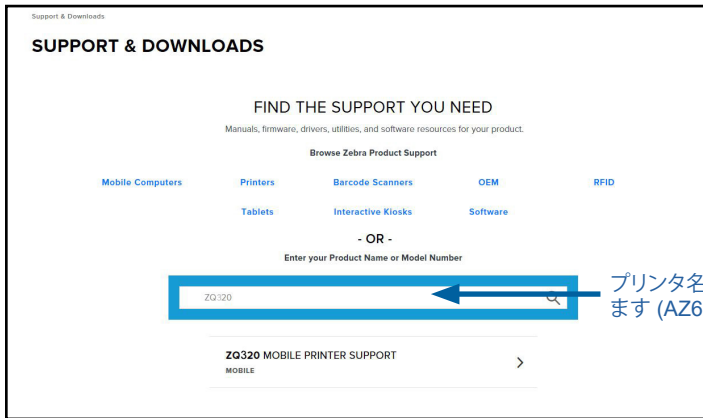 Support & Downloads
SUPPORT & DOWNLOADS
FIND THE SUPPORT YOU NEED
Manuals, firmware, drivers, utilities, and software resources for your product.
Browse Zebra Product Support
Mobile Computers Printers Barcode Scanners OEM RFID
Tablets Interactive Kiosks Software
- OR -
Enter your Product Name or Model Number
ZQ320
プリンタ名
ます (AZ6
ZQ320 MOBILE PRINTER SUPPORT
MOBILE